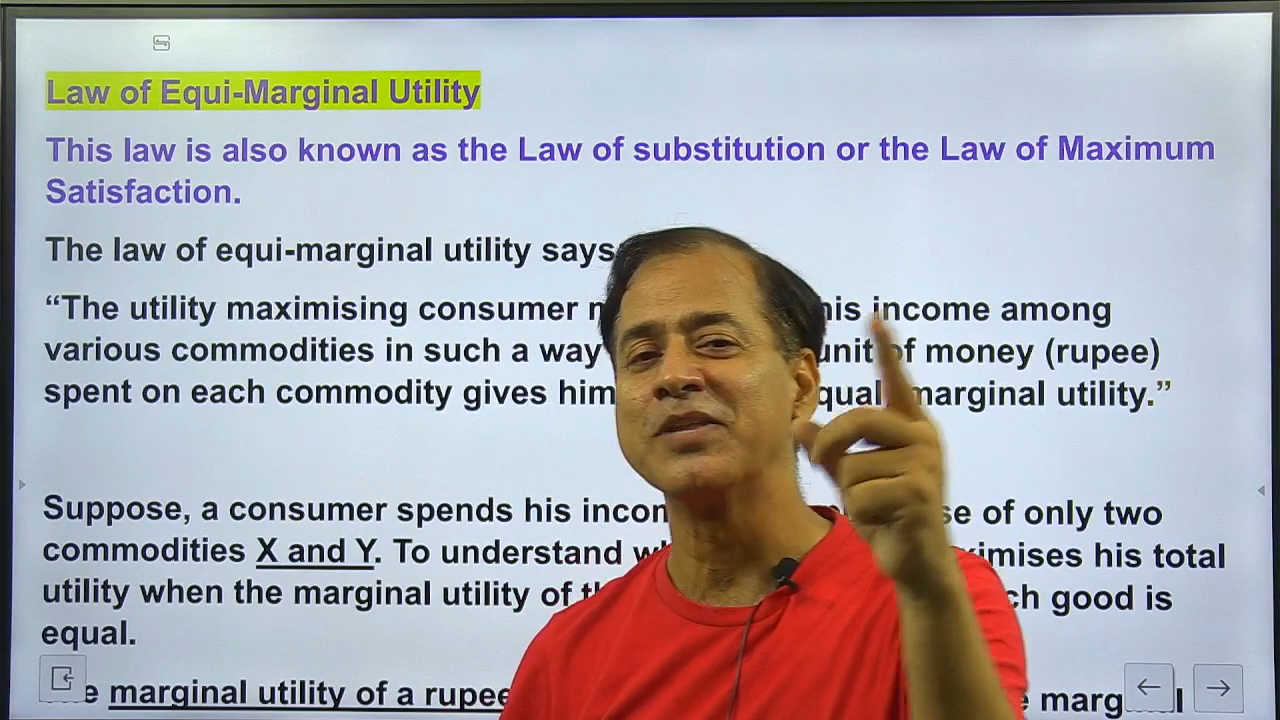 Law of Equi-Marginal Utility
This law is also known as the Law of substitution or the Law of Maximum
Satisfaction.
The law of equi-marginal utility says
“The utility maximising consumer his income among
various commodities in such a way unit of money (rupee)
spent on each commodity gives him equal marginal utility.”
Suppose, a consumer spends his of only two
commodities X and Y. To understand his total
utility when the marginal utility of good is
equal.
marginal utility of a rupee